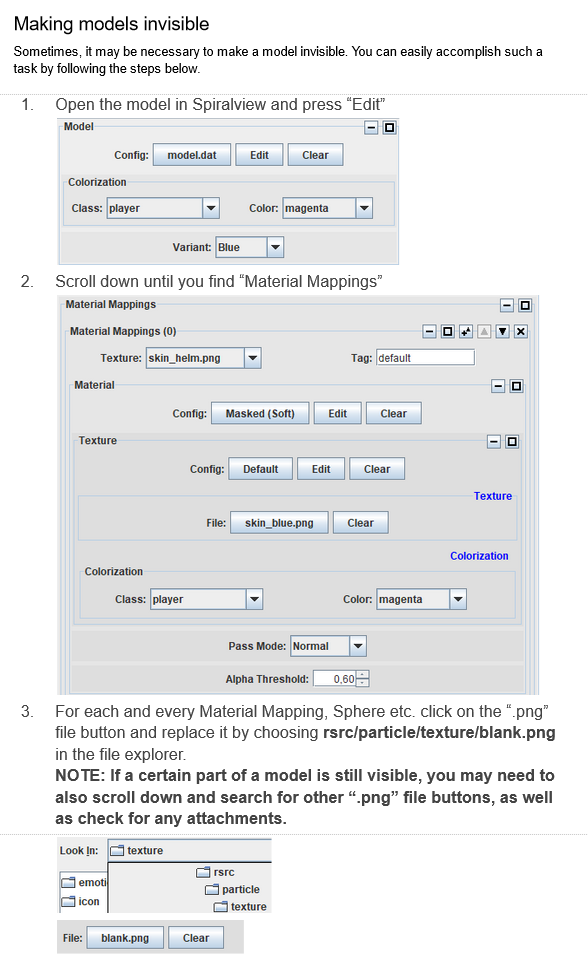 Making models invisible
Sometimes, it may be necessary to make a model invisible. You can easily accomplish such a
task by following the steps below.
1. Open the model in Spiralview and press “Edit”
Model
Config: model.dat Edit Clear
Colorization
Class: player Color: magenta
Variant: Blue
2. Scroll down until you find “Material Mappings”
Material Mappings
Material Mappings (0)
Texture: skin_helm.png Tag: default
Material
Config: Masked (Soft) Edit Clear
Texture
Config: Default Edit Clear
Texture
File: skin_blue.png Clear
Colorization
Colorization
Class: player Color: magenta
Pass Mode: Normal
Alpha Threshold: 0,60
3. For each and every Material Mapping, Sphere etc. click on the “.png”
file button and replace it by choosing rsrc/particle/texture/blank.png
in the file explorer.
NOTE: If a certain part of a model is still visible, you may need to
also scroll down and search for other “.png” file buttons, as well
as check for any attachments.
Look In: texture
rsrc
emoti particle
icon texture
File: blank.png Clear